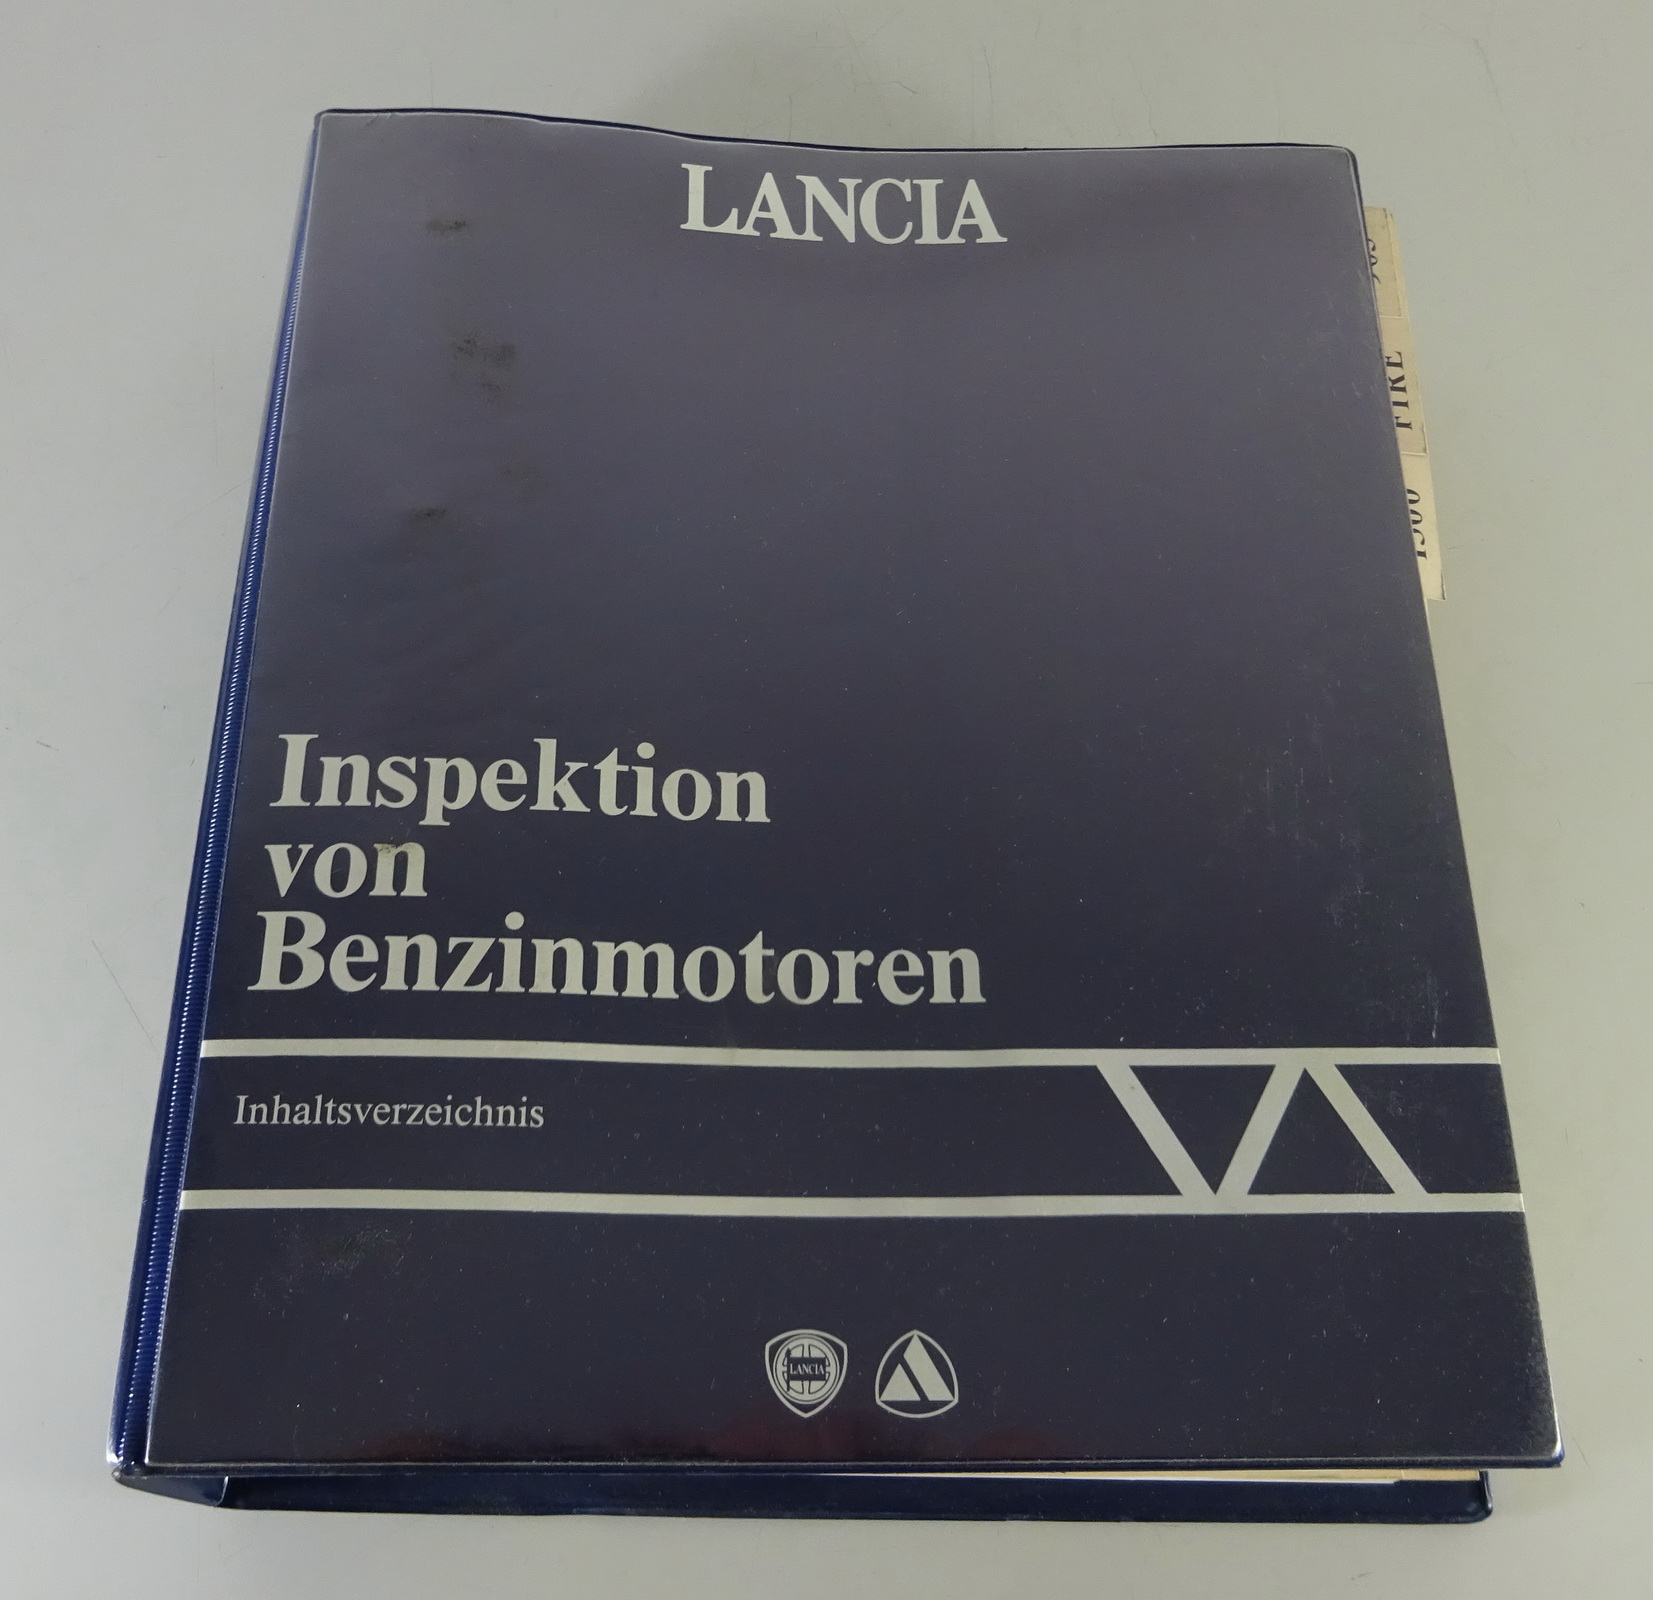 LANCIA
FIRE
Inspektion
von
Benzinmotoren
Inhaltsverzeichnis
LANCIA